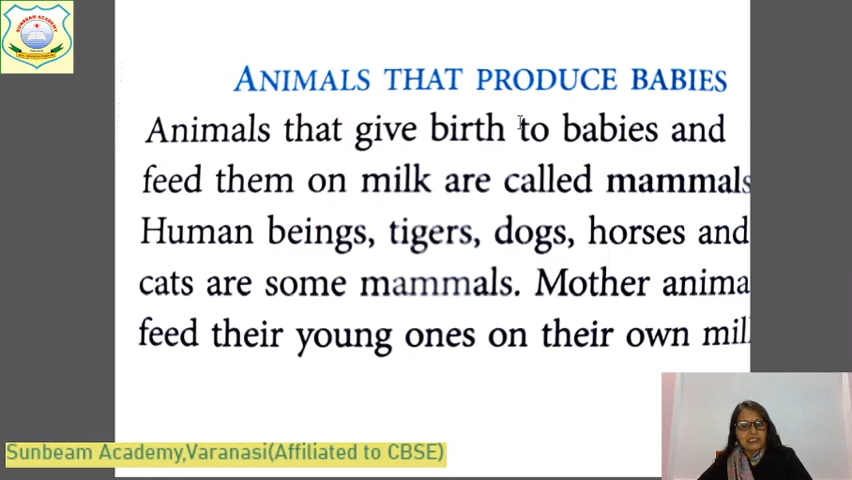 SUNBEAM ACADEMY
ANIMALS THAT PRODUCE BABIES
Animals that give birth to babies and
feed them on milk are called mammals
Human beings, tigers, dogs, horses and
cats are some mammals. Mother anima
feed their young ones on their own mil
Sunbeam Academy,Varanasi(Affiliated to CBSE)